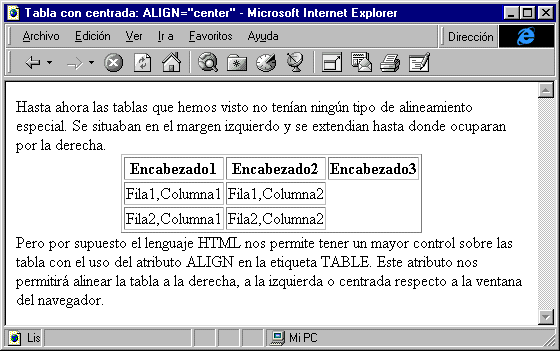 Tabla con centrada: ALIGN="center" - Microsoft Internet Explorer
Archivo Edición Ver Ir a Favoritos Ayuda Dirección
Hasta ahora las tablas que hemos visto no tenían ningún tipo de alineamiento
especial. Se situaban en el margen izquierdo y se extendian hasta donde ocuparan
por la derecha.
Encabezado1 Encabezado2 Encabezado3
Fila1,Columna1 Fila1,Columna2
Fila2,Columna1 Fila2,Columna2
Pero por supuesto el lenguaje HTML nos permite tener un mayor control sobre las
tabla con el uso del atributo ALIGN en la etiqueta TABLE. Este atributo nos
permitirá alinear la tabla a la derecha, a la izquierda o centrada respecto a la ventana
del navegador.
Lis Mi PC